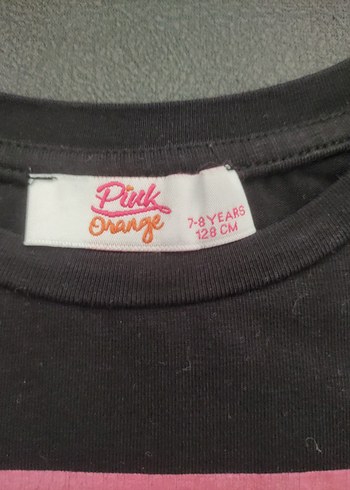 Pink
Orange
7-8 YEARS
128 CM